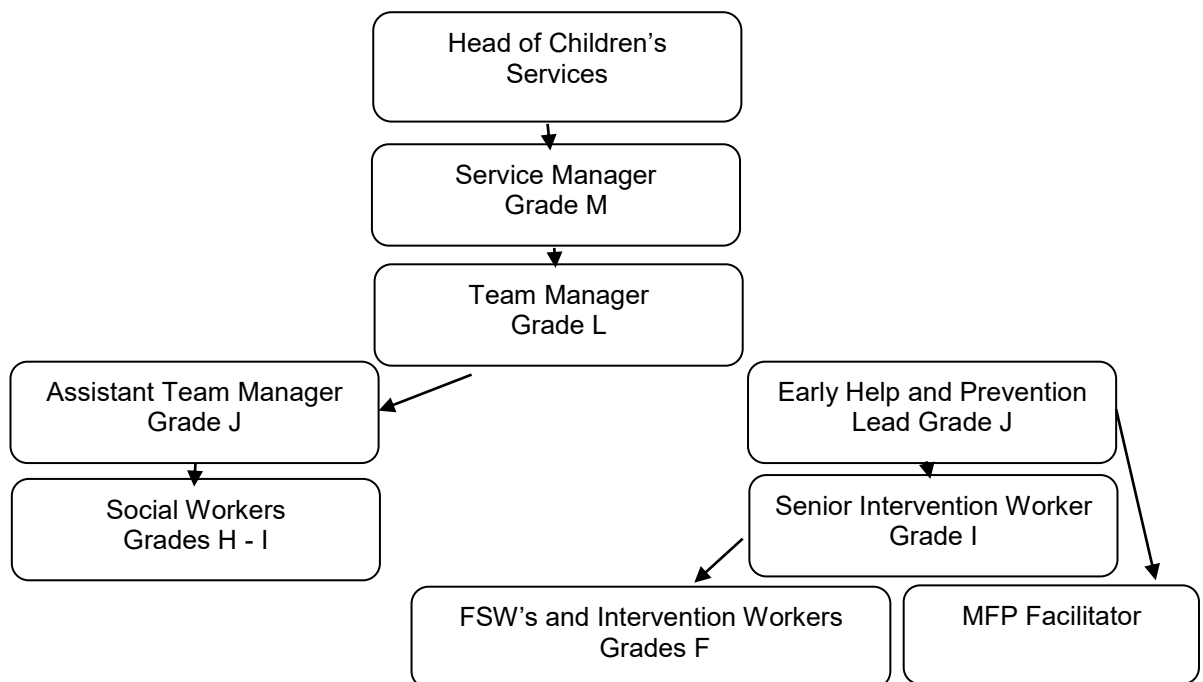 Head of Children’s
Services
Service Manager
Grade M
Team Manager
Grade L
Assistant Team Manager
Grade J
Early Help and Prevention
Lead Grade J
Social Workers
Grades H - I
Senior Intervention Worker
Grade I
FSW’s and Intervention Workers
Grades F
MFP Facilitator